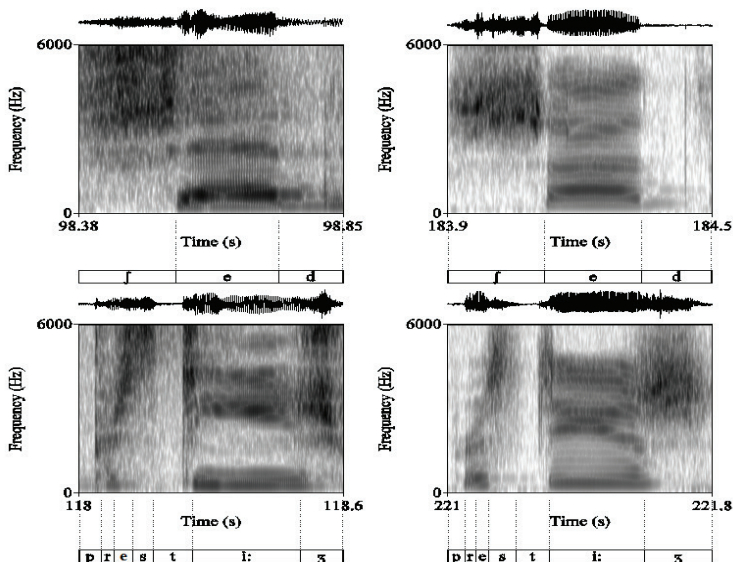 6000
Frequency (Hz)
0
98.38
98.85
Time (s)
ʃ e d
6000
Frequency (Hz)
0
183.9
184.5
Time (s)
ʃ e d
6000
Frequency (Hz)
0
118
118.6
Time (s)
p r e s t i: ʒ
6000
Frequency (Hz)
0
221
221.8
Time (s)
p r e s t i: ʒ